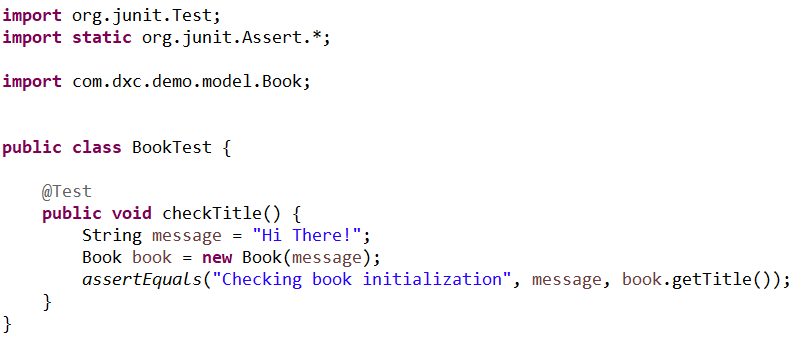 import org.junit.Test;
import static org.junit.Assert.*;
import com.dxc.demo.model.Book;
public class BookTest {
@Test
public void checkTitle() {
String message = "Hi There!";
Book book = new Book(message);
assertEquals("Checking book initialization", message, book.getTitle());
}
}